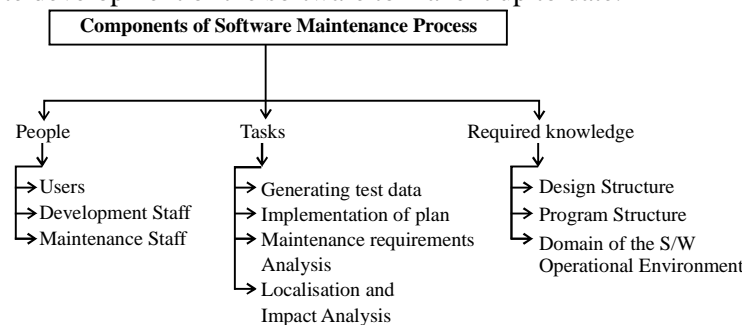 Components of Software Maintenance Process
People
Tasks
Required knowledge
Users
Development Staff
Maintenance Staff
Generating test data
Implementation of plan
Maintenance requirements
Analysis
Localisation and
Impact Analysis
Design Structure
Program Structure
Domain of the S/W
Operational Environment